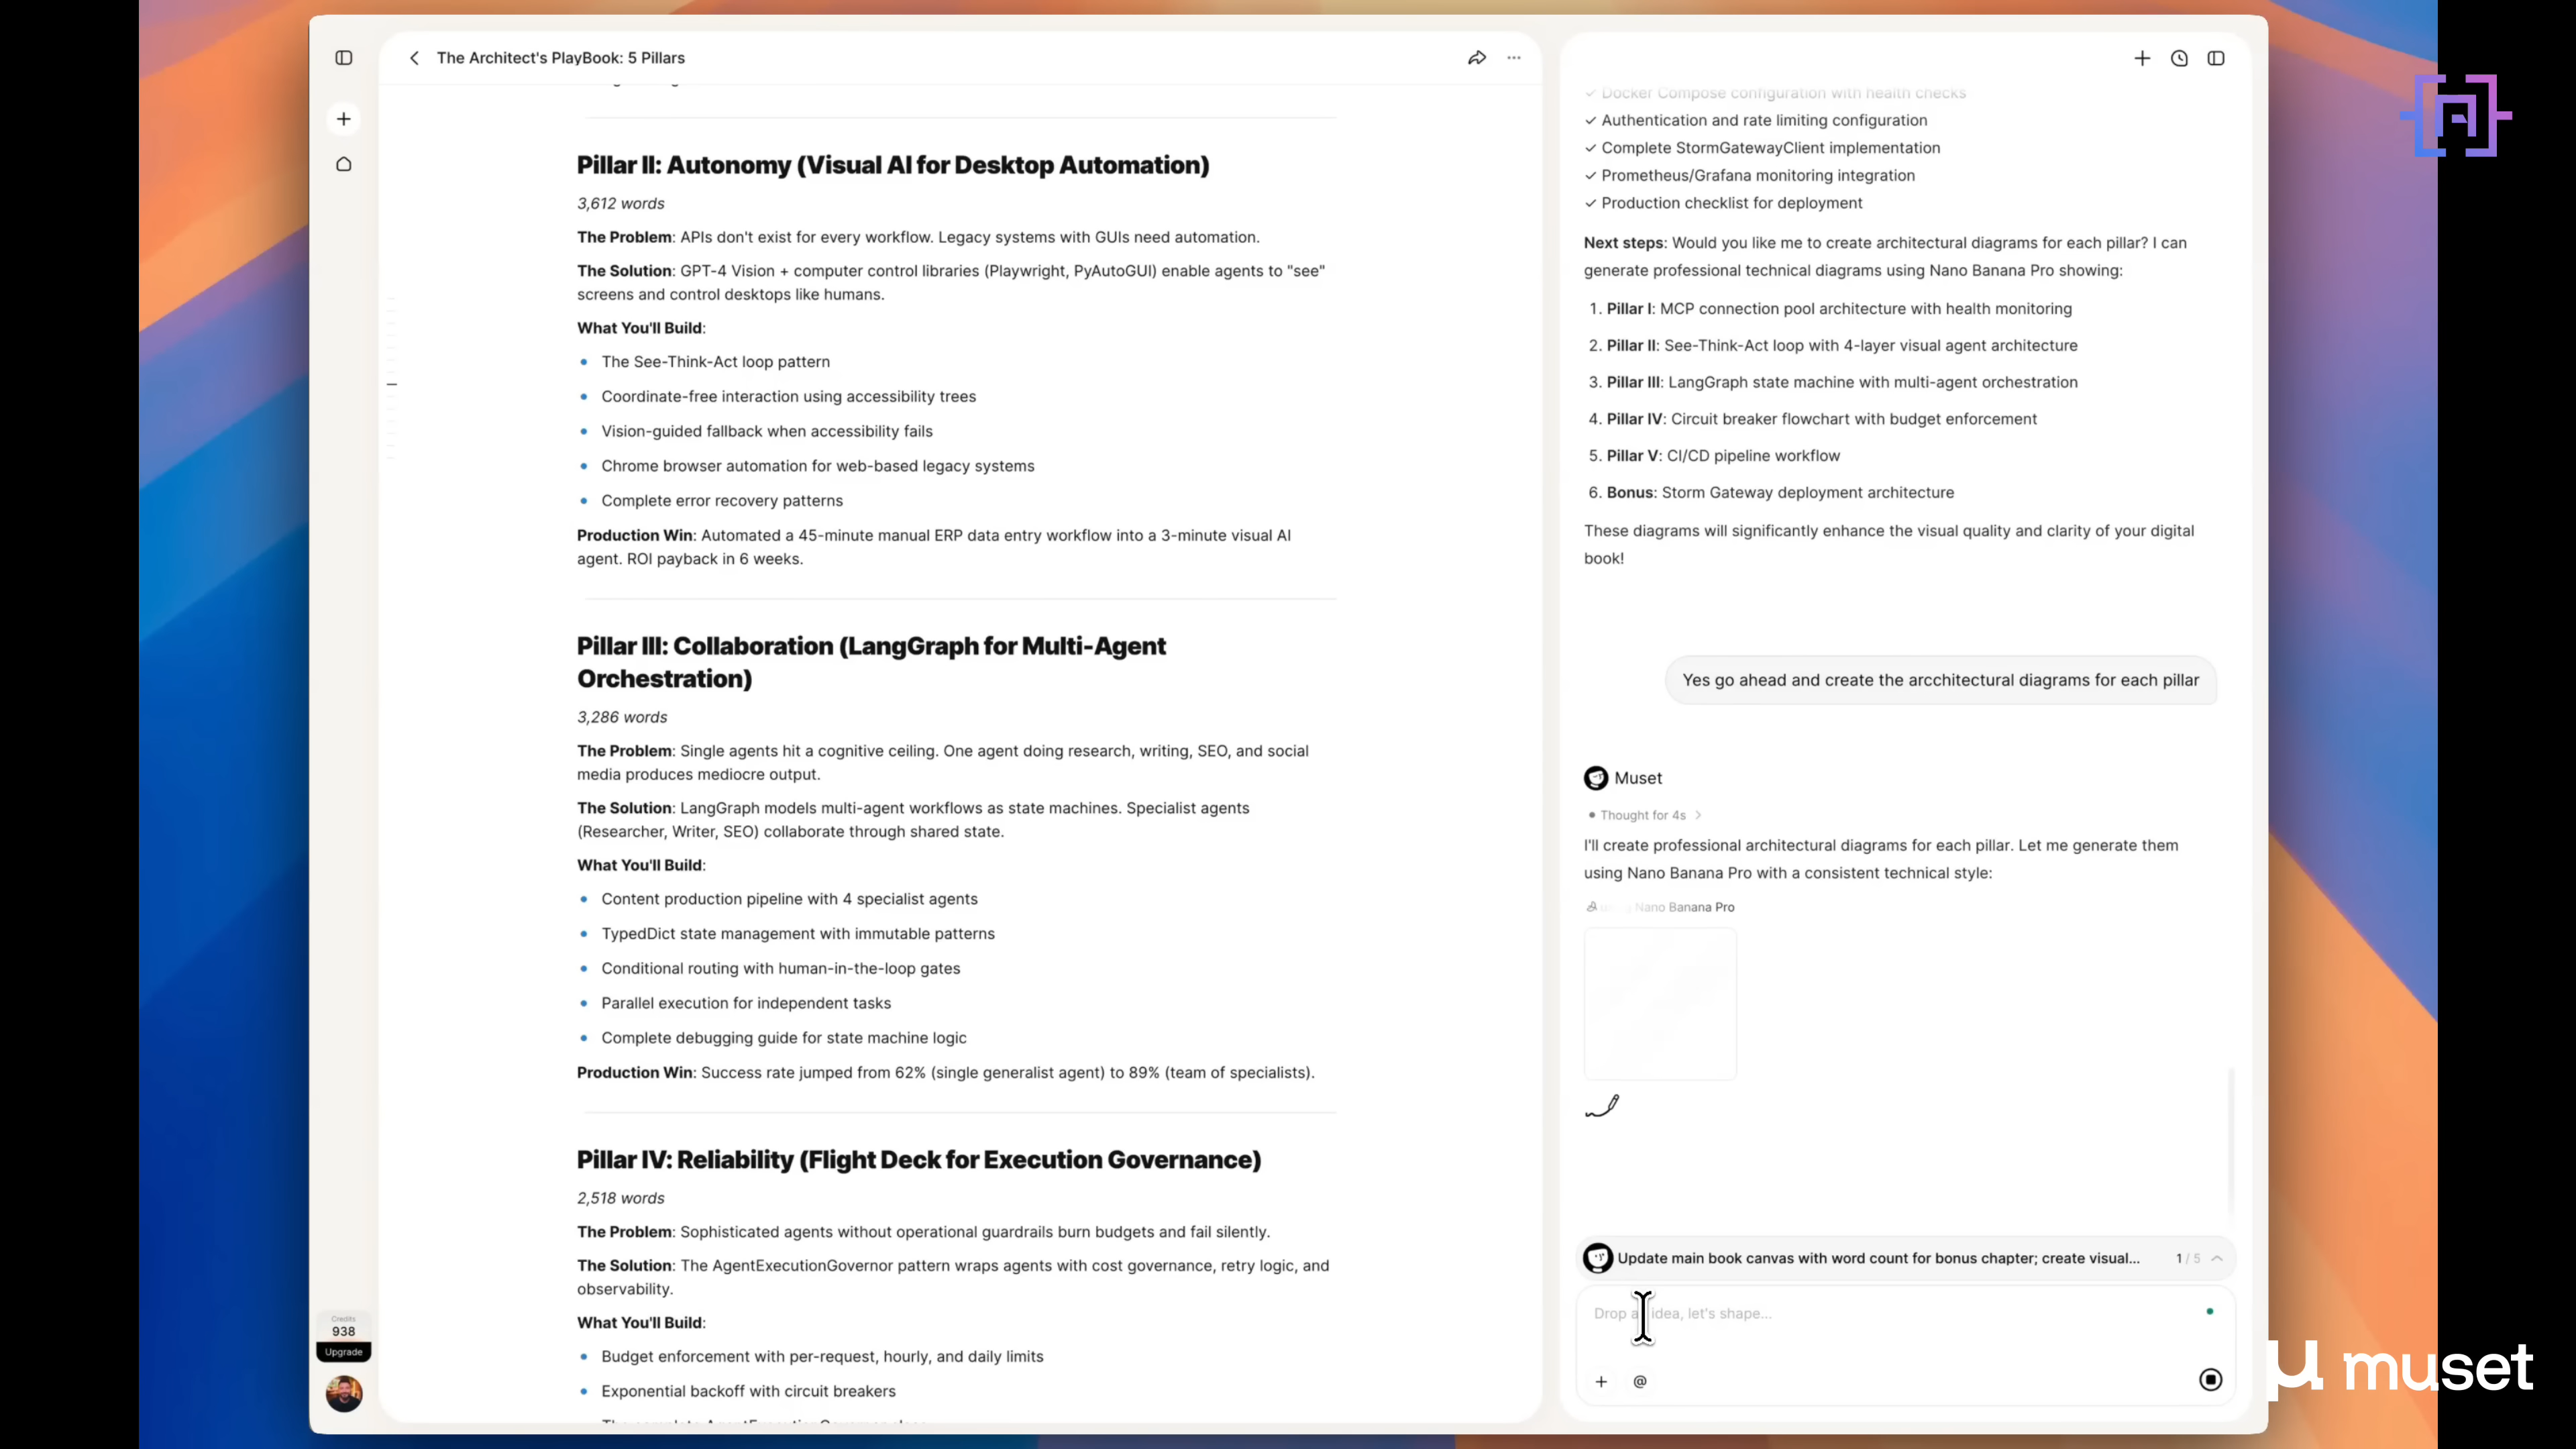 The Architect's PlayBook: 5 Pillars
Pillar II: Autonomy (Visual AI for Desktop Automation)
3,612 words
The Problem: APIs don't exist for every workflow. Legacy systems with GUIs need automation.
The Solution: GPT-4 Vision + computer control libraries (Playwright, PyAutoGUI) enable agents to "see"
screens and control desktops like humans.
What You'll Build:
The See-Think-Act loop pattern
Coordinate-free interaction using accessibility trees
Vision-guided fallback when accessibility fails
Chrome browser automation for web-based legacy systems
Complete error recovery patterns
Production Win: Automated a 45-minute manual ERP data entry workflow into a 3-minute visual AI
agent. ROI payback in 6 weeks.
Pillar III: Collaboration (LangGraph for Multi-Agent
Orchestration)
3,286 words
The Problem: Single agents hit a cognitive ceiling. One agent doing research, writing, SEO, and social
media produces mediocre output.
The Solution: LangGraph models multi-agent workflows as state machines. Specialist agents
(Researcher, Writer, SEO) collaborate through shared state.
What You'll Build:
Content production pipeline with 4 specialist agents
TypedDict state management with immutable patterns
Conditional routing with human-in-the-loop gates
Parallel execution for independent tasks
Complete debugging guide for state machine logic
Production Win: Success rate jumped from 62% (single generalist agent) to 89% (team of specialists).
Pillar IV: Reliability (Flight Deck for Execution Governance)
2,518 words
The Problem: Sophisticated agents without operational guardrails burn budgets and fail silently.
The Solution: The AgentExecutionGovernor pattern wraps agents with cost governance, retry logic, and
observability.
What You'll Build:
Budget enforcement with per-request, hourly, and daily limits
Exponential backoff with circuit breakers
Credits
938
Upgrade
✓ Docker Compose configuration with health checks
✓ Authentication and rate limiting configuration
✓ Complete StormGatewayClient implementation
✓ Prometheus/Grafana monitoring integration
✓ Production checklist for deployment
Next steps: Would you like me to create architectural diagrams for each pillar? I can
generate professional technical diagrams using Nano Banana Pro showing:
1. Pillar I: MCP connection pool architecture with health monitoring
2. Pillar II: See-Think-Act loop with 4-layer visual agent architecture
3. Pillar III: LangGraph state machine with multi-agent orchestration
4. Pillar IV: Circuit breaker flowchart with budget enforcement
5. Pillar V: CI/CD pipeline workflow
6. Bonus: Storm Gateway deployment architecture
These diagrams will significantly enhance the visual quality and clarity of your digital
book!
Yes go ahead and create the arcchitectural diagrams for each pillar
Muset
Thought for 4s
I'll create professional architectural diagrams for each pillar. Let me generate them
using Nano Banana Pro with a consistent technical style:
Nano Banana Pro
Update main book canvas with word count for bonus chapter; create visual...
1 / 5
Drop a idea, let's shape...
@
muset